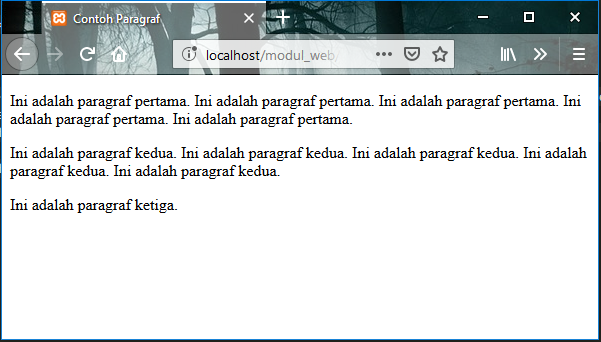 Contoh Paragraf
localhost/modul_web/
Ini adalah paragraf pertama. Ini adalah paragraf pertama. Ini adalah paragraf pertama. Ini
adalah paragraf pertama. Ini adalah paragraf pertama.
Ini adalah paragraf kedua. Ini adalah paragraf kedua. Ini adalah paragraf kedua. Ini adalah
paragraf kedua. Ini adalah paragraf kedua.
Ini adalah paragraf ketiga.